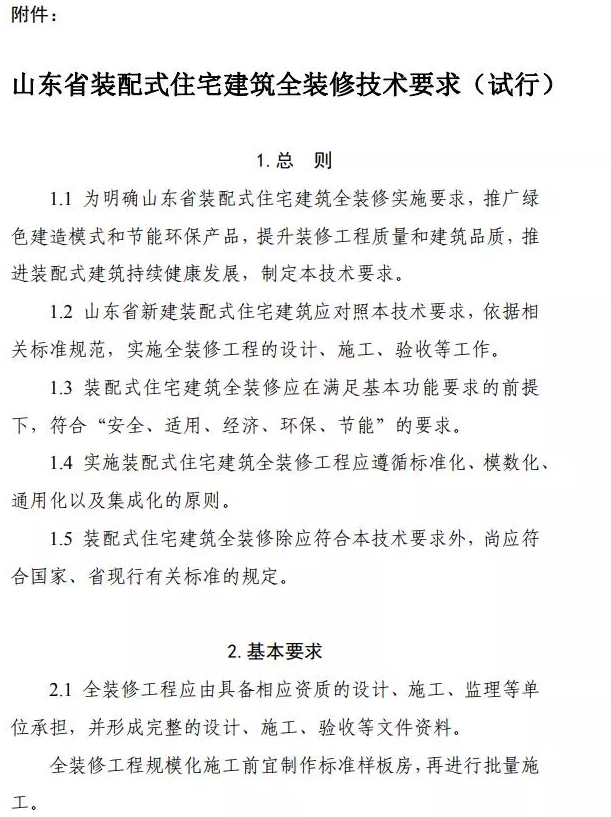 附件：
山东省装配式住宅建筑全装修技术要求（试行）
1.总　则
1.1 为明确山东省装配式住宅建筑全装修实施要求，推广绿
色建造模式和节能环保产品，提升装修工程质量和建筑品质，推
进装配式建筑持续健康发展，制定本技术要求。
1.2 山东省新建装配式住宅建筑应对照本技术要求，依据相
关标准规范，实施全装修工程的设计、施工、验收等工作。
1.3 装配式住宅建筑全装修应在满足基本功能要求的前提
下，符合“安全、适用、经济、环保、节能”的要求。
1.4 实施装配式住宅建筑全装修工程应遵循标准化、模数化、
通用化以及集成化的原则。
1.5 装配式住宅建筑全装修除应符合本技术要求外，尚应符
合国家、省现行有关标准的规定。
2.基本要求
2.1 全装修工程应由具备相应资质的设计、施工、监理等单
位承担，并形成完整的设计、施工、验收等文件资料。
全装修工程规模化施工前宜制作标准样板房，再进行批量施
工。